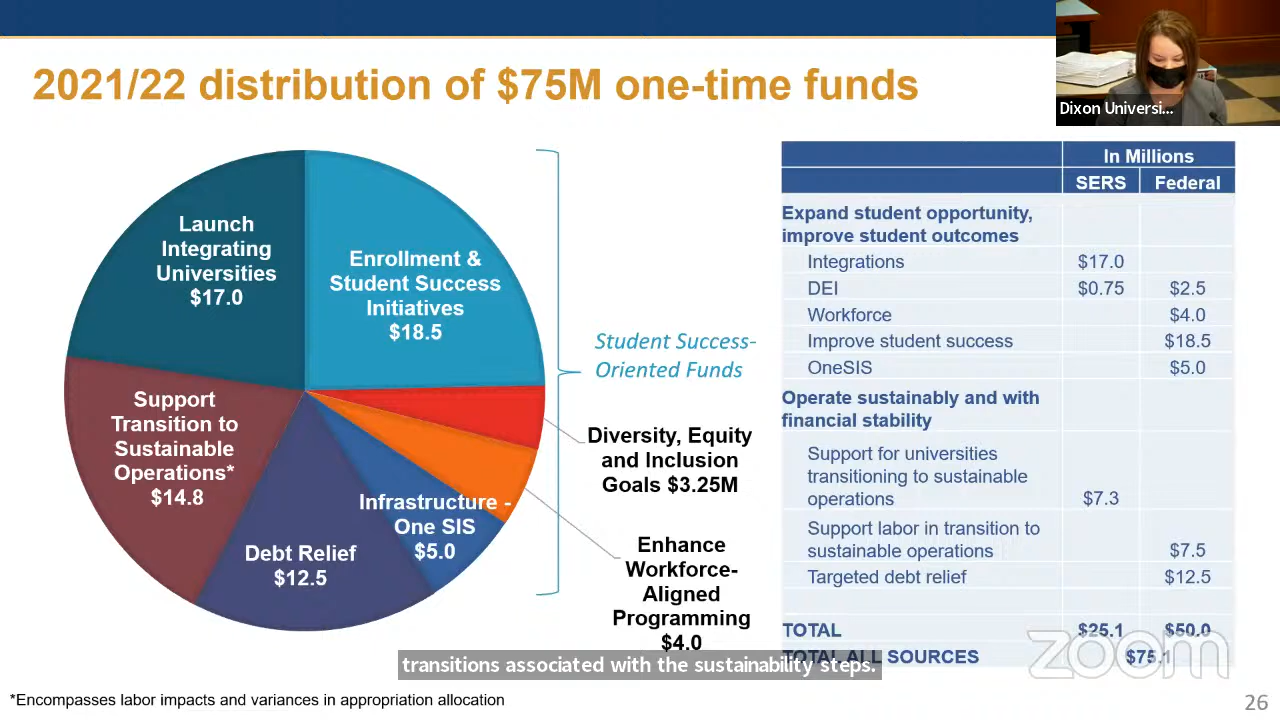 2021/22 distribution of $75M one-time funds
Dixon Universi...
Launch
Integrating
Universities
$17.0
Enrollment &
Student Success
Initiatives
$18.5
Support
Transition to
Sustainable
Operations*
$14.8
Debt Relief
$12.5
Infrastructure -
One SIS
$5.0
Student Success-
Oriented Funds
Diversity, Equity
and Inclusion
Goals $3.25M
Enhance
Workforce-
Aligned
Programming
$4.0
In Millions
SERS Federal
Expand student opportunity,
improve student outcomes
Integrations $17.0
DEI $0.75 $2.5
Workforce $4.0
Improve student success $18.5
OneSIS $5.0
Operate sustainably and with
financial stability
Support for universities
transitioning to sustainable
operations $7.3
Support labor in transition to
sustainable operations $7.5
Targeted debt relief $12.5
TOTAL $25.1 $50.0
TOTAL ALL SOURCES $75.1
zoom
transitions associated with the sustainability steps.
*Encompasses labor impacts and variances in appropriation allocation
26